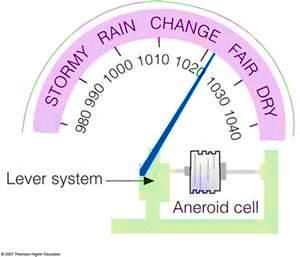 STORMY RAIN CHANGE FAIR DRY
980 990 1000 1010 1020 1030 1040
Lever system
Aneroid cell
© 2007 Thomson Higher Education